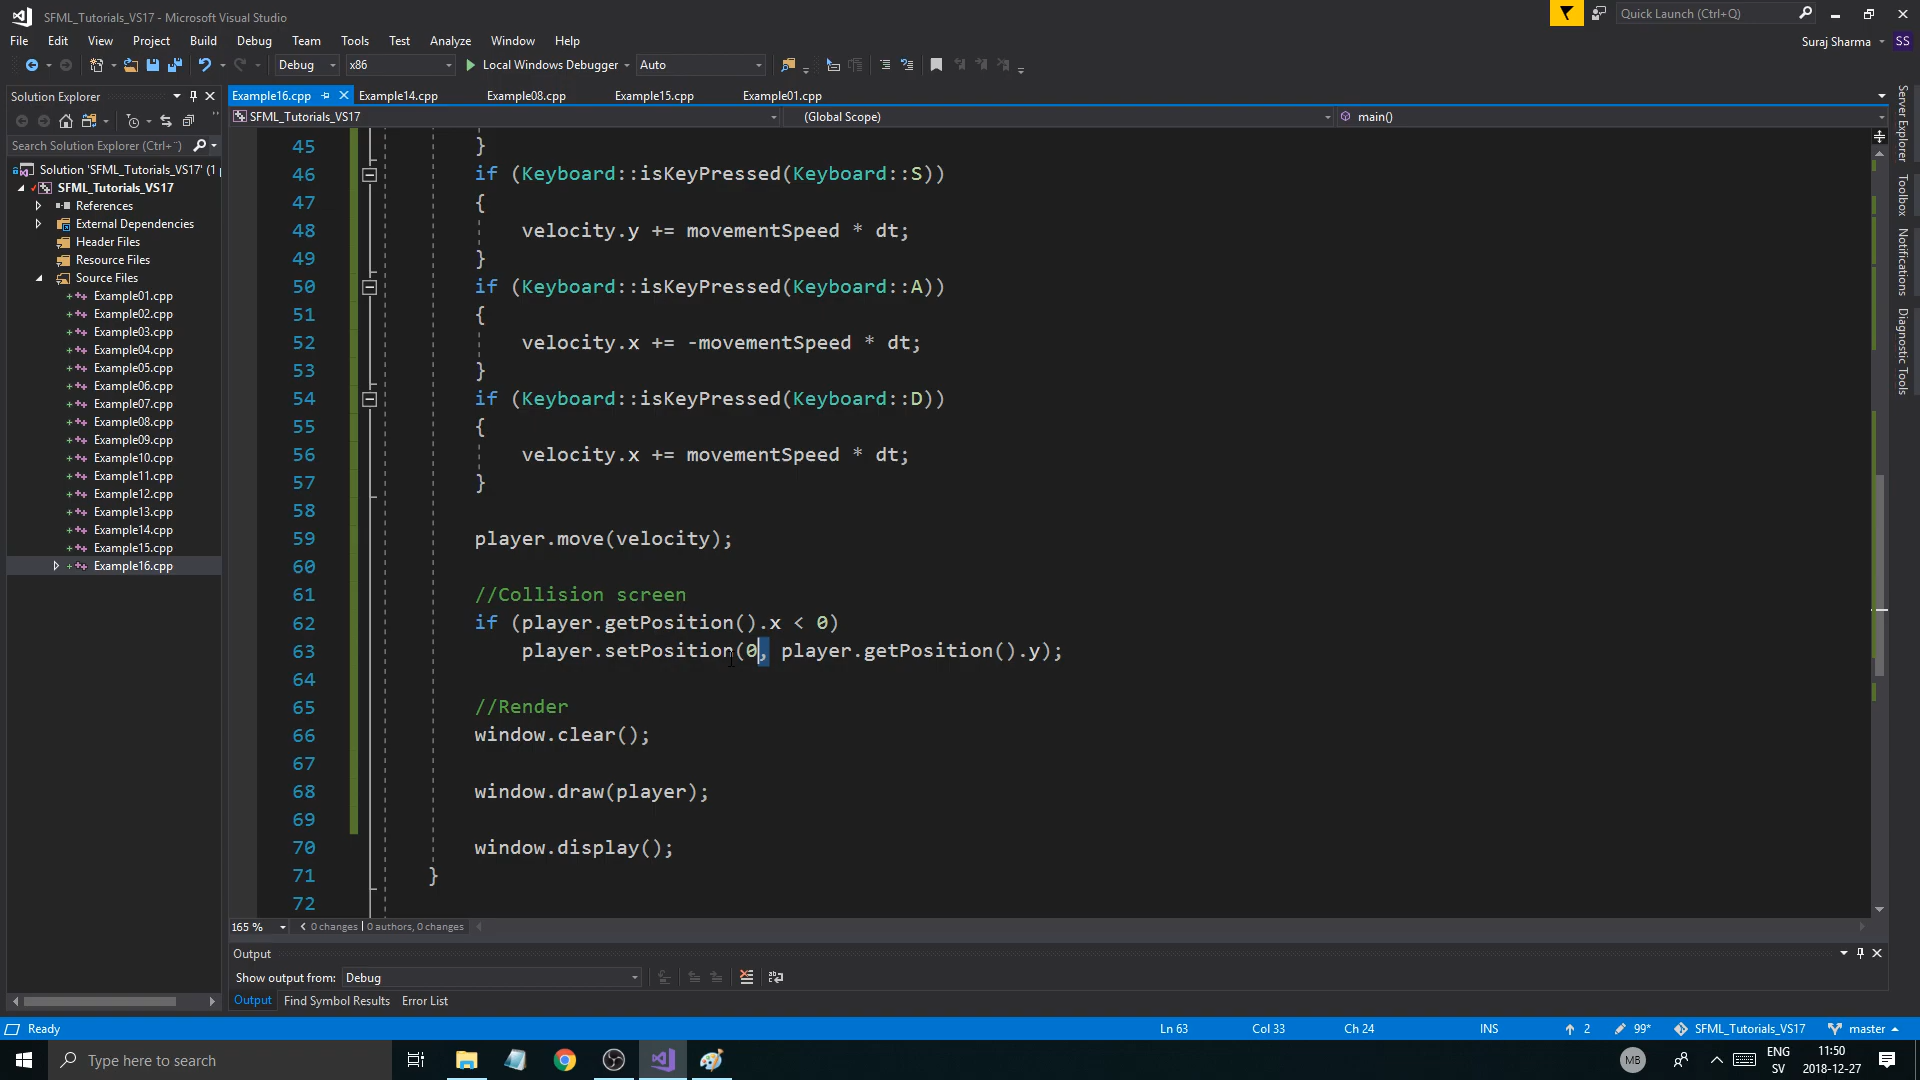 SFML_Tutorials_VS17 - Microsoft Visual Studio
Quick Launch (Ctrl+Q)
File Edit View Project Build Debug Team Tools Test Analyze Window Help
Suraj Sharma SS
Debug x86 Local Windows Debugger Auto
Solution Explorer
Example16.cpp Example14.cpp Example08.cpp Example15.cpp Example01.cpp
SFML_Tutorials_VS17 (Global Scope) main()
Search Solution Explorer (Ctrl+¨)
Solution 'SFML_Tutorials_VS17' (1
SFML_Tutorials_VS17
References
External Dependencies
Header Files
Resource Files
Source Files
Example01.cpp
Example02.cpp
Example03.cpp
Example04.cpp
Example05.cpp
Example06.cpp
Example07.cpp
Example08.cpp
Example09.cpp
Example10.cpp
Example11.cpp
Example12.cpp
Example13.cpp
Example14.cpp
Example15.cpp
Example16.cpp
45 }
46 if (Keyboard::isKeyPressed(Keyboard::S))
47 {
48 velocity.y += movementSpeed * dt;
49 }
50 if (Keyboard::isKeyPressed(Keyboard::A))
51 {
52 velocity.x += -movementSpeed * dt;
53 }
54 if (Keyboard::isKeyPressed(Keyboard::D))
55 {
56 velocity.x += movementSpeed * dt;
57 }
58
59 player.move(velocity);
60
61 //Collision screen
62 if (player.getPosition().x < 0)
63 player.setPosition(0, player.getPosition().y);
64
65 //Render
66 window.clear();
67
68 window.draw(player);
69
70 window.display();
71 }
72
Server Explorer
Toolbox
Notifications
Diagnostic Tools
165 % 0 changes | 0 authors, 0 changes
Output
Show output from: Debug
Output Find Symbol Results Error List
Ready Ln 63 Col 33 Ch 24 INS 2 99* SFML_Tutorials_VS17 master
Type here to search
MB
ENG
SV
11:50
2018-12-27